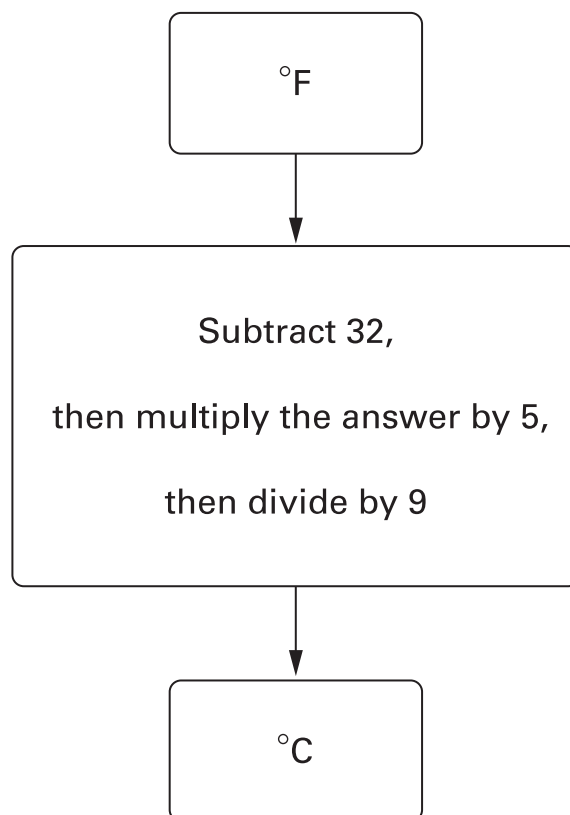 °F
Subtract 32,
then multiply the answer by 5,
then divide by 9
°C